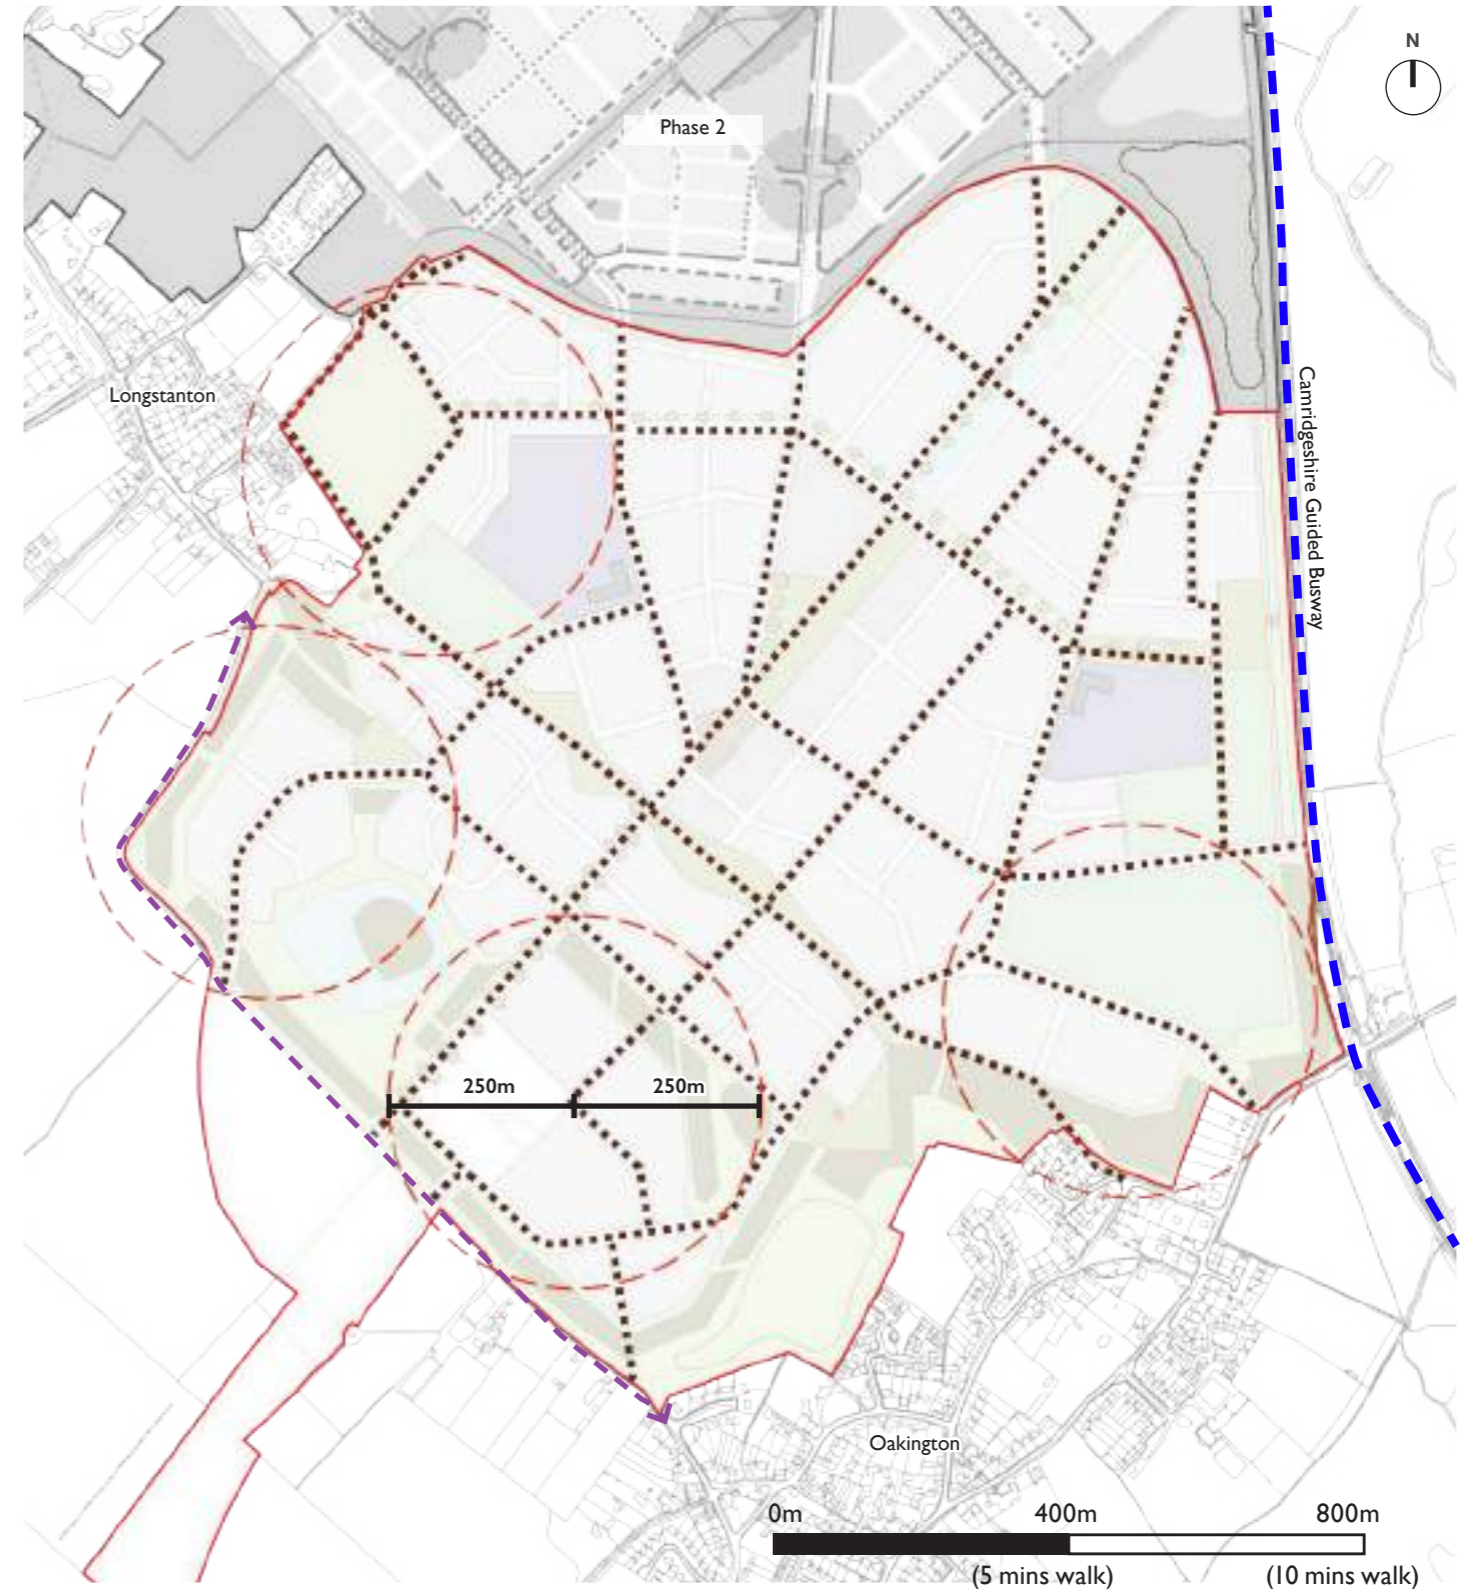 N
Phase 2
Longstanton
Camridgeshire Guided Busway
250m
250m
Oakington
0m
400m
800m
(5 mins walk)
(10 mins walk)